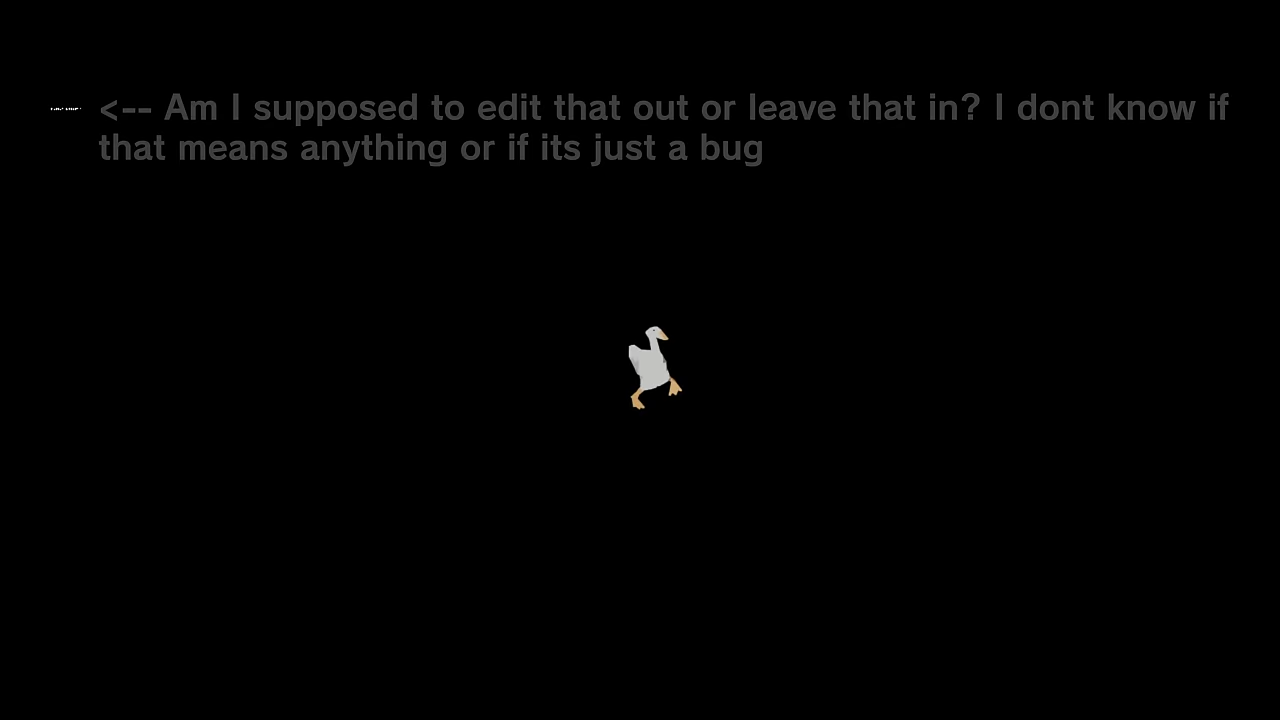 <-- Am I supposed to edit that out or leave that in? I dont know if
that means anything or if its just a bug